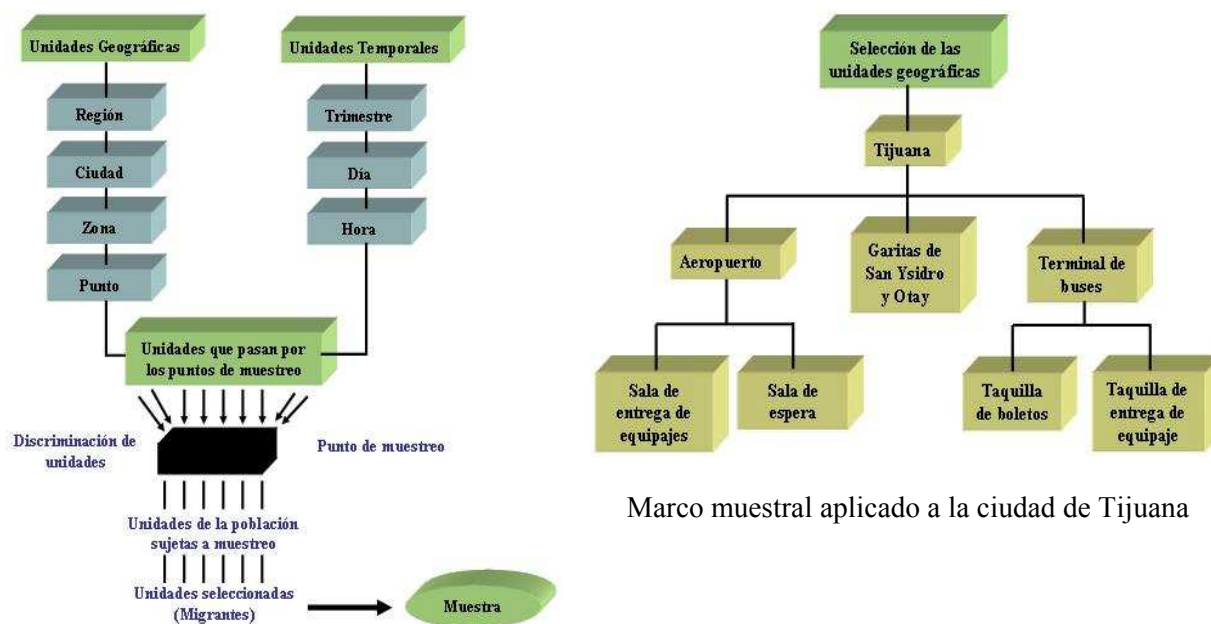 Unidades Geográficas
Región
Ciudad
Zona
Punto
Unidades Temporales
Trimestre
Día
Hora
Unidades que pasan por
los puntos de muestreo
Discriminación de
unidades
Punto de muestreo
Unidades de la población
sujetas a muestreo
Unidades seleccionadas
(Migrantes)
Muestra
Selección de las
unidades geográficas
Tijuana
Aeropuerto
Garitas de
San Ysidro
y Otay
Terminal de
buses
Sala de
entrega de
equipajes
Sala de
espera
Taquilla
de boletos
Taquilla de
entrega de
equipaje
Marco muestral aplicado a la ciudad de Tijuana